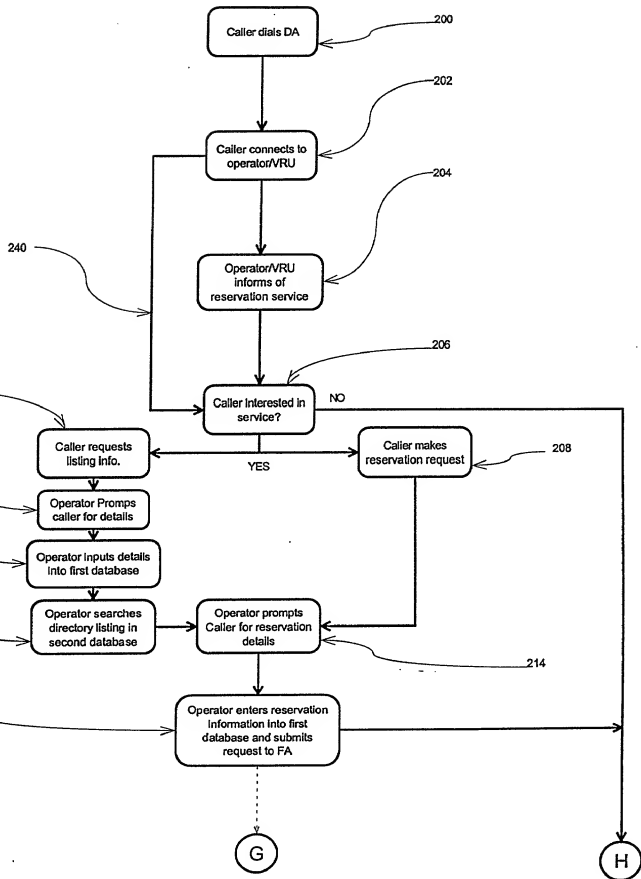 Caller dials DA
200
202
Caller connects to
operator/VRU
204
240
Operator/VRU
informs of
reservation service
206
Caller Interested in
service?
NO
Caller requests
listing info.
YES
Caller makes
reservation request
208
Operator Promps
caller for details
Operator Inputs details
Into first database
Operator searches
directory listing in
second database
Operator prompts
Caller for reservation
details
214
Operator enters reservation
Information into first
database and submits
request to FA
G
H